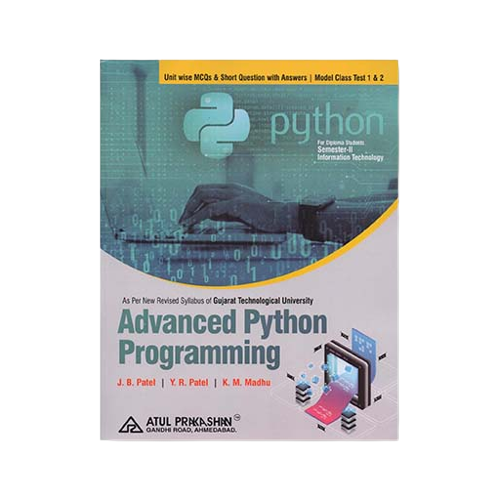 Unit wise MCQs & Short Question with Answers | Model Class Test 1 & 2
python
For Diploma Students
Semester-II
Information Technology
As Per New Revised Syllabus of Gujarat Technological University
Advanced Python
Programming
J. B. Patel | Y. R. Patel | K. M. Madhu
ATUL PRAKASHAN
GANDHI ROAD, AHMEDABAD.